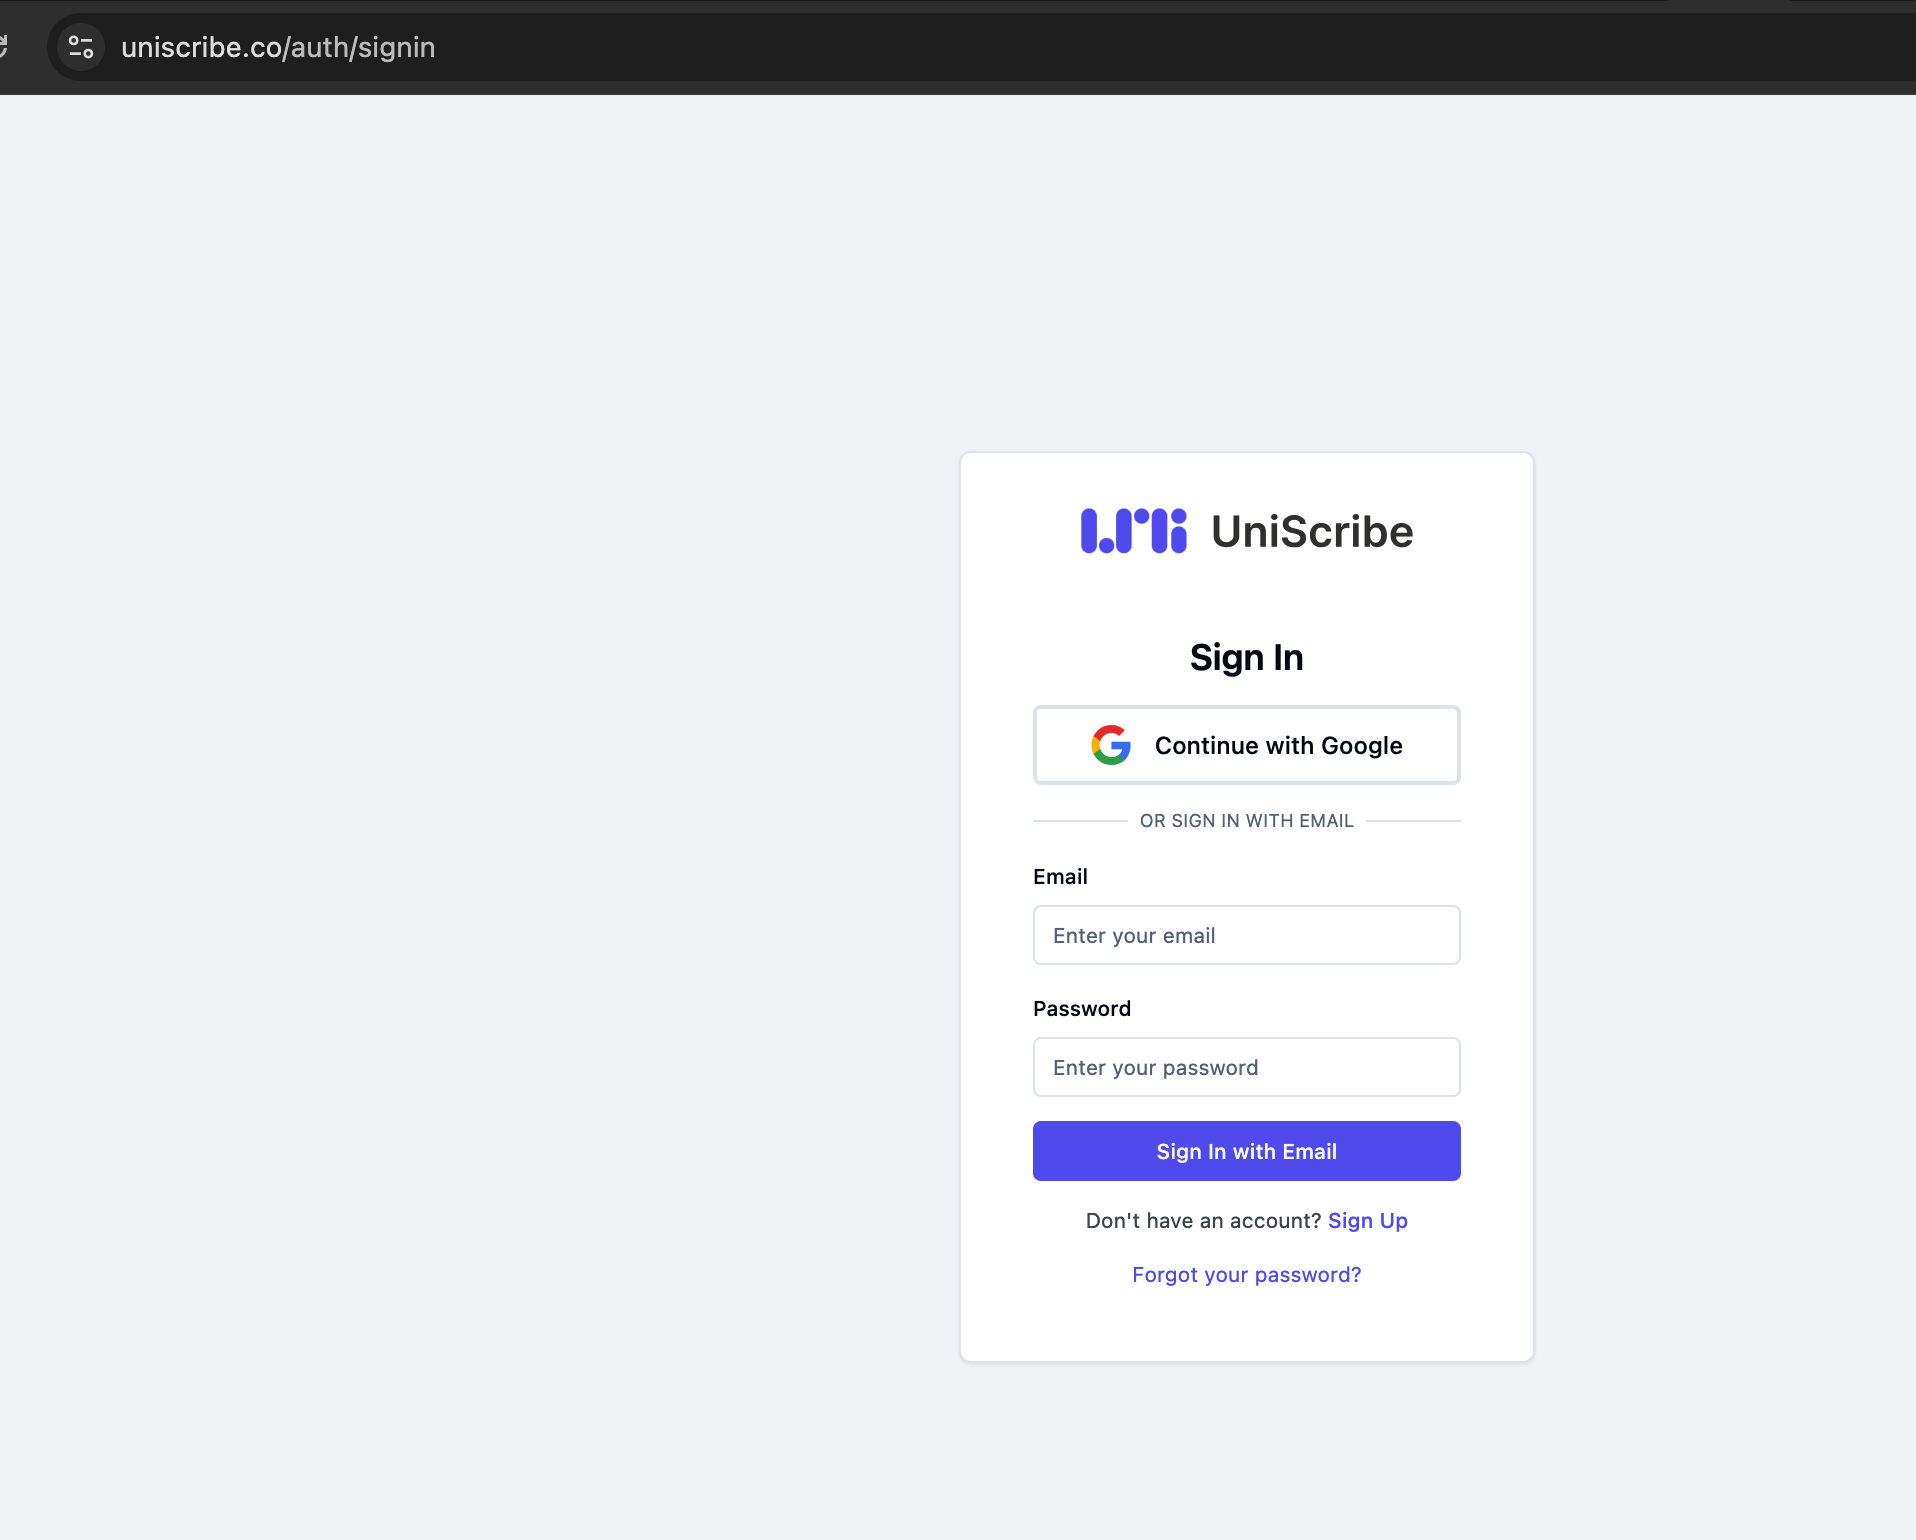 uniscribe.co/auth/signin
UniScribe
Sign In
Continue with Google
OR SIGN IN WITH EMAIL
Email
Enter your email
Password
Enter your password
Sign In with Email
Don't have an account? Sign Up
Forgot your password?